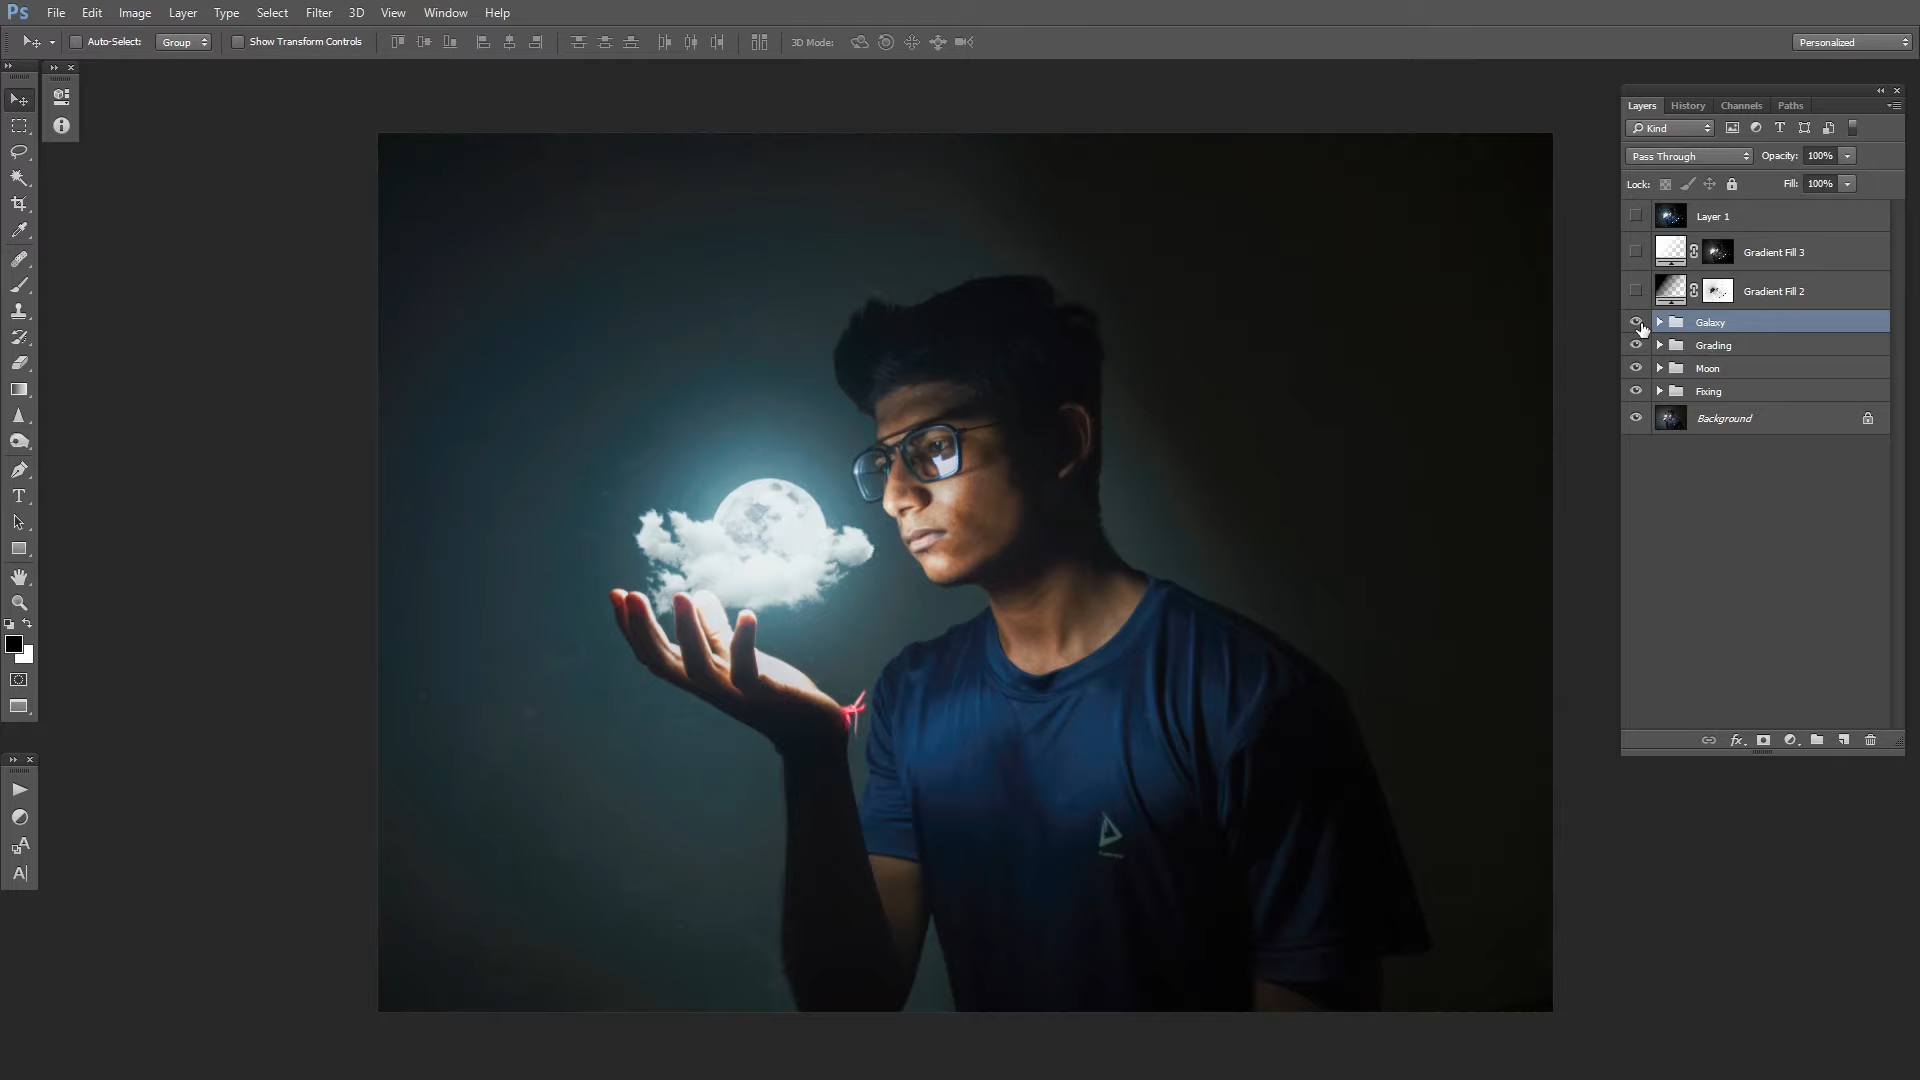 Ps File Edit Image Layer Type Select Filter 3D View Window Help
Auto-Select: Group Show Transform Controls 3D Mode: Personalized
Layers History Channels Paths
Kind T
Pass Through Opacity: 100%
Lock: Fill: 100%
Layer 1
Gradient Fill 3
Gradient Fill 2
Galaxy
Grading
Moon
Fixing
Background
fx
T
A
A